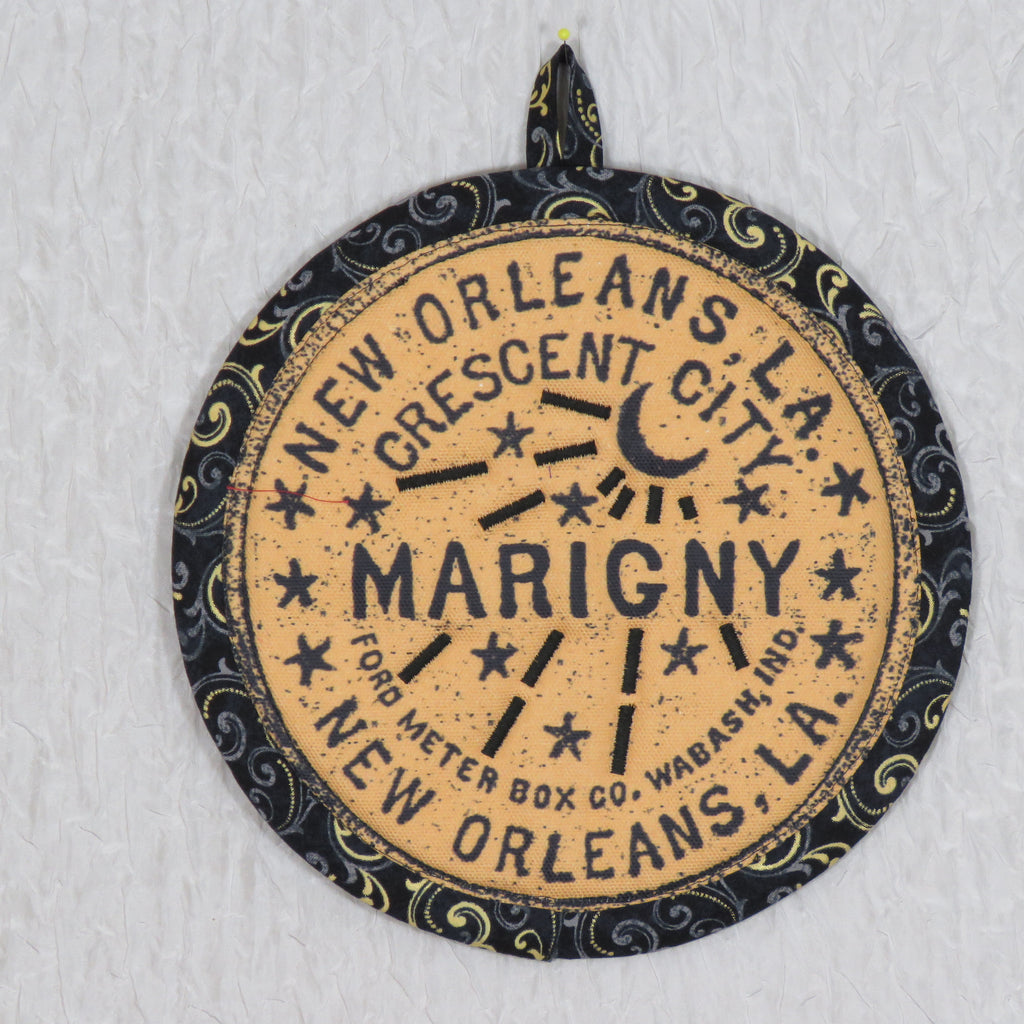 NEW ORLEANS, LA.
CRESCENT CITY
MARIGNY
FORD METER BOX CO. WABASH, IND.
NEW ORLEANS, LA.